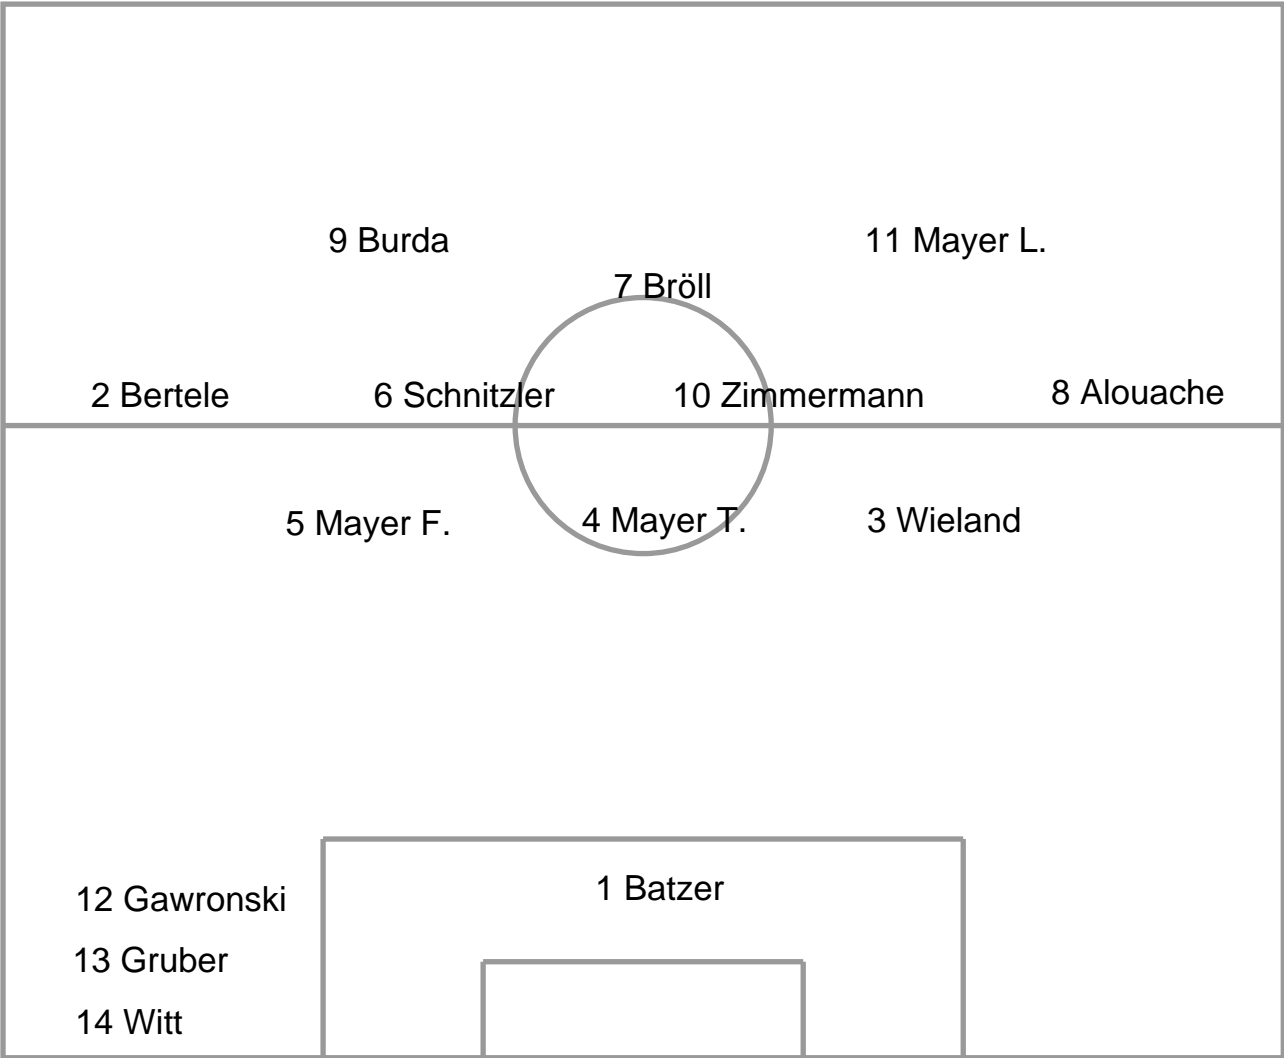 9 Burda
11 Mayer L.
7 Bröll
2 Bertele
6 Schnitzler
10 Zimmermann
8 Alouache
5 Mayer F.
4 Mayer T.
3 Wieland
1 Batzer
12 Gawronski
13 Gruber
14 Witt